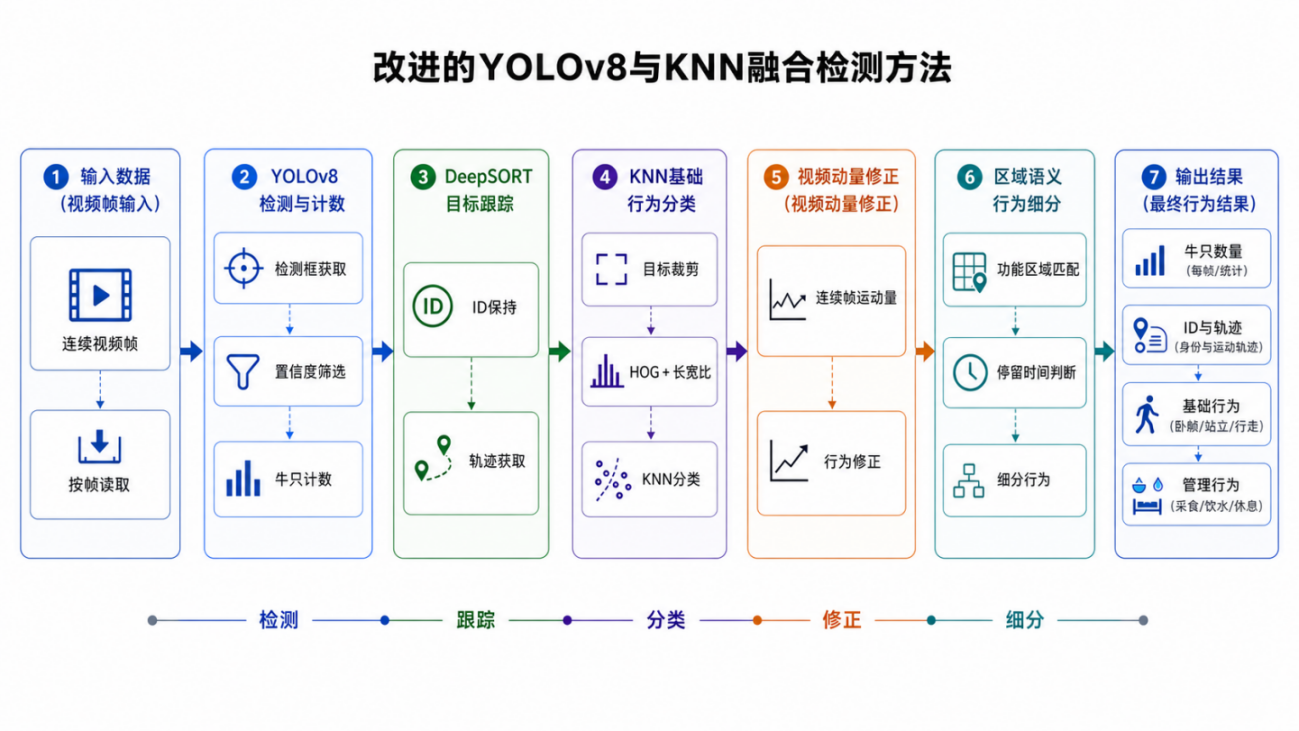 改进的YOLOv8与KNN融合检测方法
1 输入数据
(视频帧输入)
连续视频帧
按帧读取
2 YOLOv8
检测与计数
检测框获取
置信度筛选
牛只计数
3 DeepSORT
目标跟踪
ID
ID保持
轨迹获取
4 KNN基础
行为分类
目标裁剪
HOG + 长宽比
KNN分类
5 视频动量修正
(视频动量修正)
连续帧运动量
行为修正
6 区域语义
行为细分
功能区域匹配
停留时间判断
细分行为
7 输出结果
(最终行为结果)
牛只数量
(每帧/统计)
ID与轨迹
(身份与运动轨迹)
基础行为
(卧/站立/行走)
管理行为
(采食/饮水/休息)
检测
跟踪
分类
修正
细分